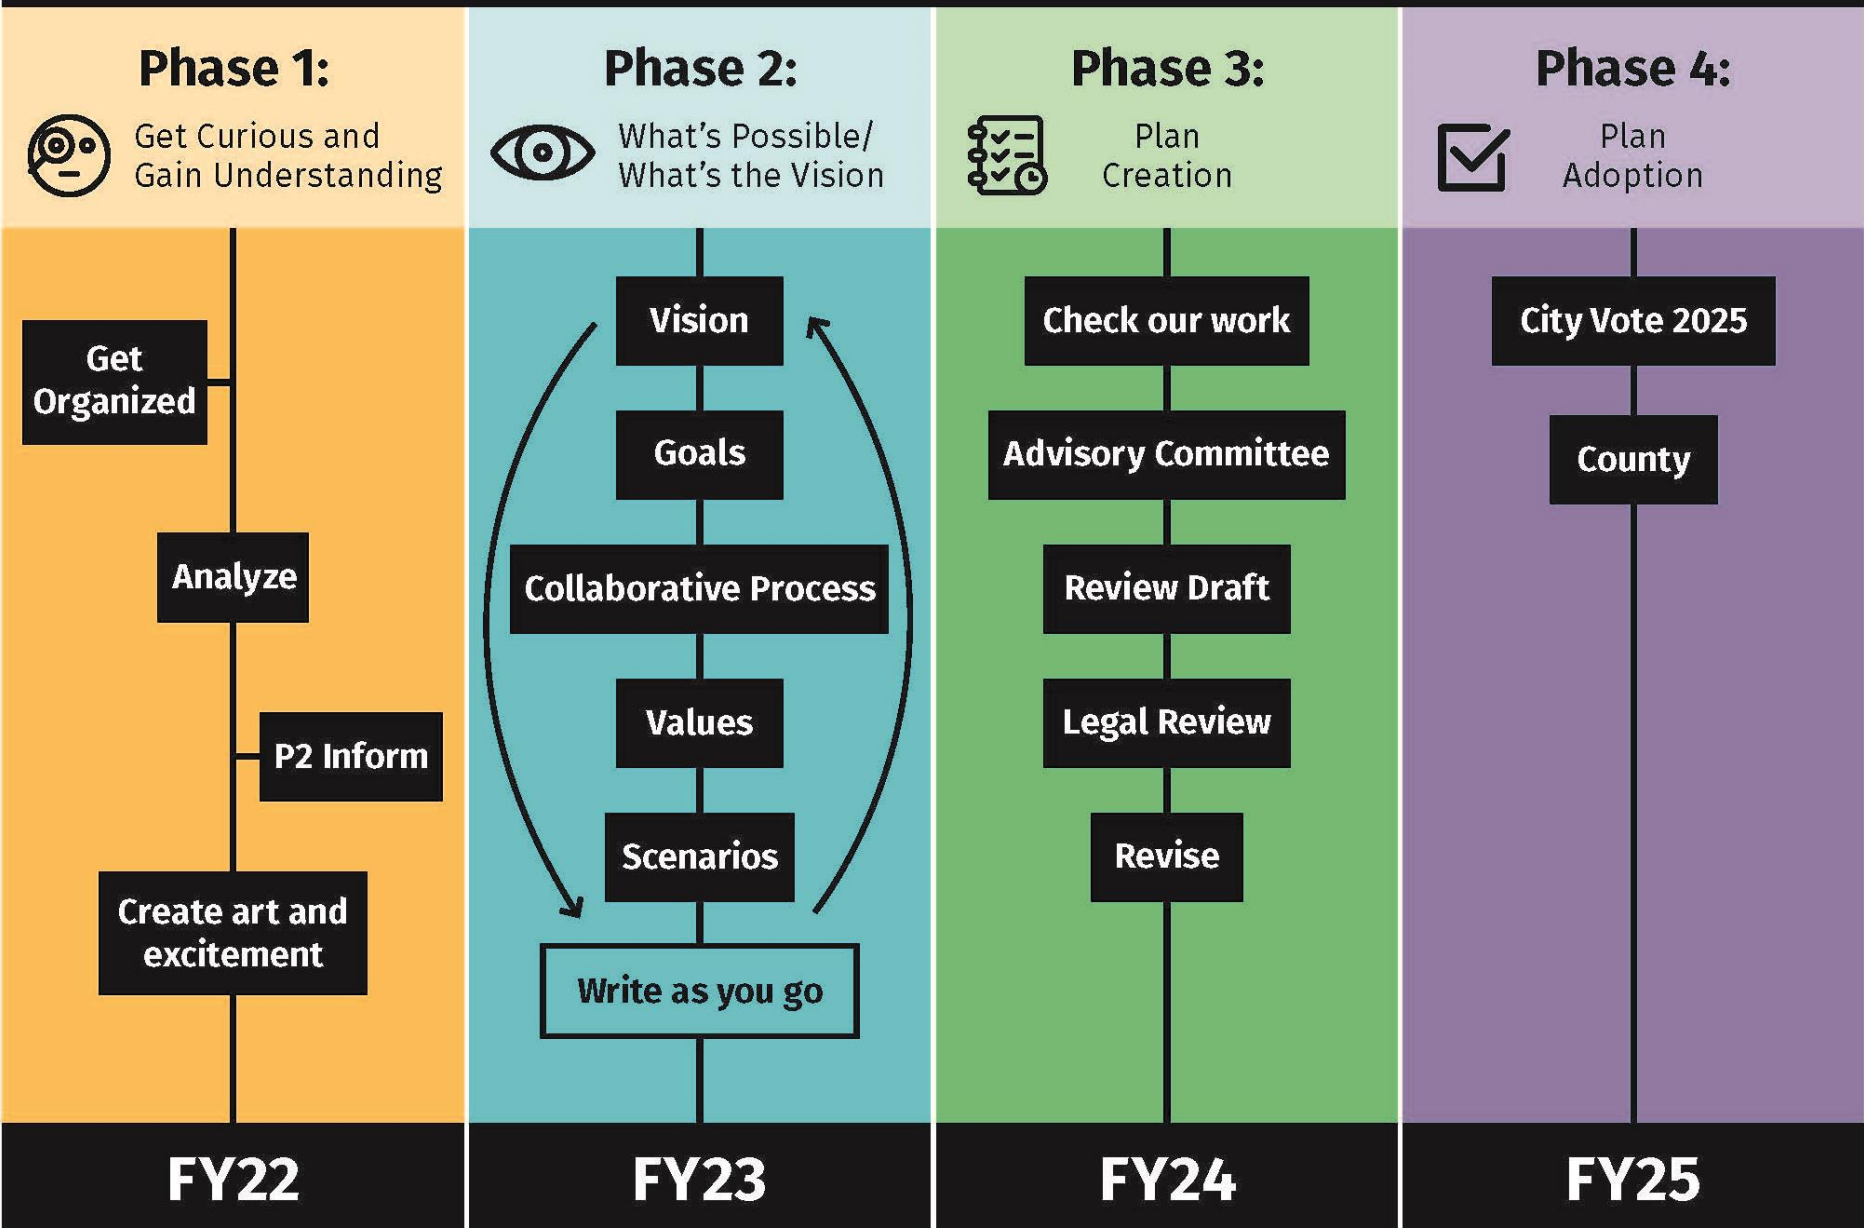 Phase 1:
Get Curious and
Gain Understanding
Get
Organized
Analyze
P2 Inform
Create art and
excitement
FY22
Phase 2:
What's Possible/
What's the Vision
Vision
Goals
Collaborative Process
Values
Scenarios
Write as you go
FY23
Phase 3:
Plan
Creation
Check our work
Advisory Committee
Review Draft
Legal Review
Revise
FY24
Phase 4:
Plan
Adoption
City Vote 2025
County
FY25